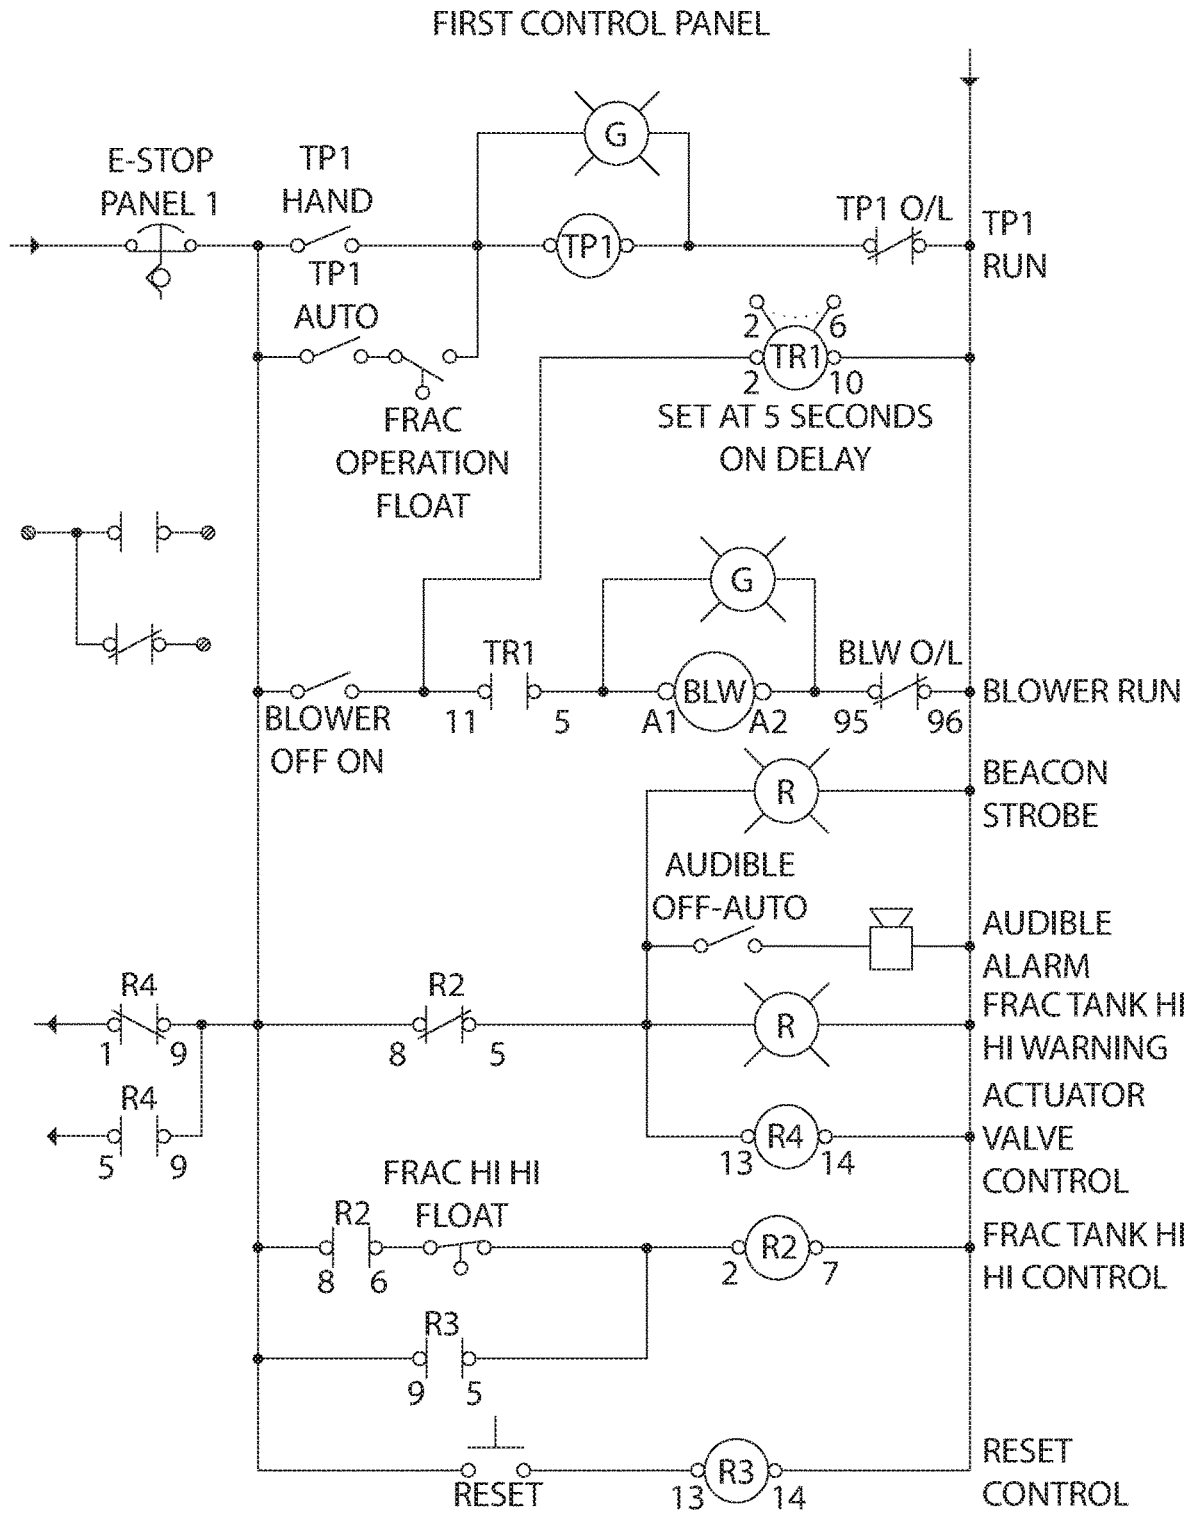 FIRST CONTROL PANEL
G
E-STOP
PANEL 1
TP1
HAND
TP1
TP1 O/L
TP1
RUN
TP1
AUTO
2
6
TR1
2
10
FRAC
OPERATION
FLOAT
SET AT 5 SECONDS
ON DELAY
G
TR1
BLW O/L
BLW
BLOWER RUN
BLOWER
OFF ON
11
5
A1
A2
95
96
R
BEACON
STROBE
AUDIBLE
OFF-AUTO
AUDIBLE
ALARM
R4
R2
1
9
8
5
R
FRAC TANK HI
HI WARNING
R4
5
9
R4
13
14
ACTUATOR
VALVE
CONTROL
FRAC HI HI
FLOAT
R2
8
6
R2
2
7
FRAC TANK HI
HI CONTROL
R3
9
5
RESET
R3
13
14
RESET
CONTROL